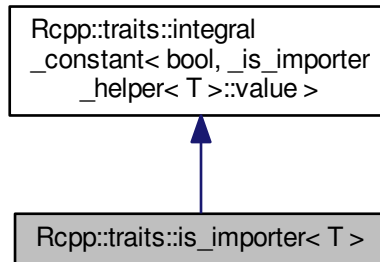 Rcpp::traits::integral
_constant< bool, _is_importer
_helper< T >::value >
Rcpp::traits::is_importer< T >